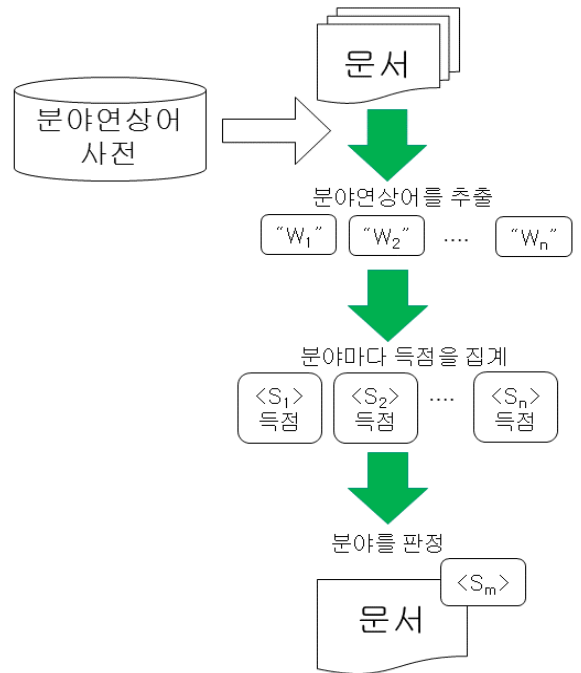 문서
분야연상어
사전
분야연상어를 추출
“W₁” “W₂” .... “Wₙ”
분야마다 득점을 집계
<S₁> <S₂> .... <Sₙ>
득점 득점 득점
분야를 판정
<Sₘ>
문서